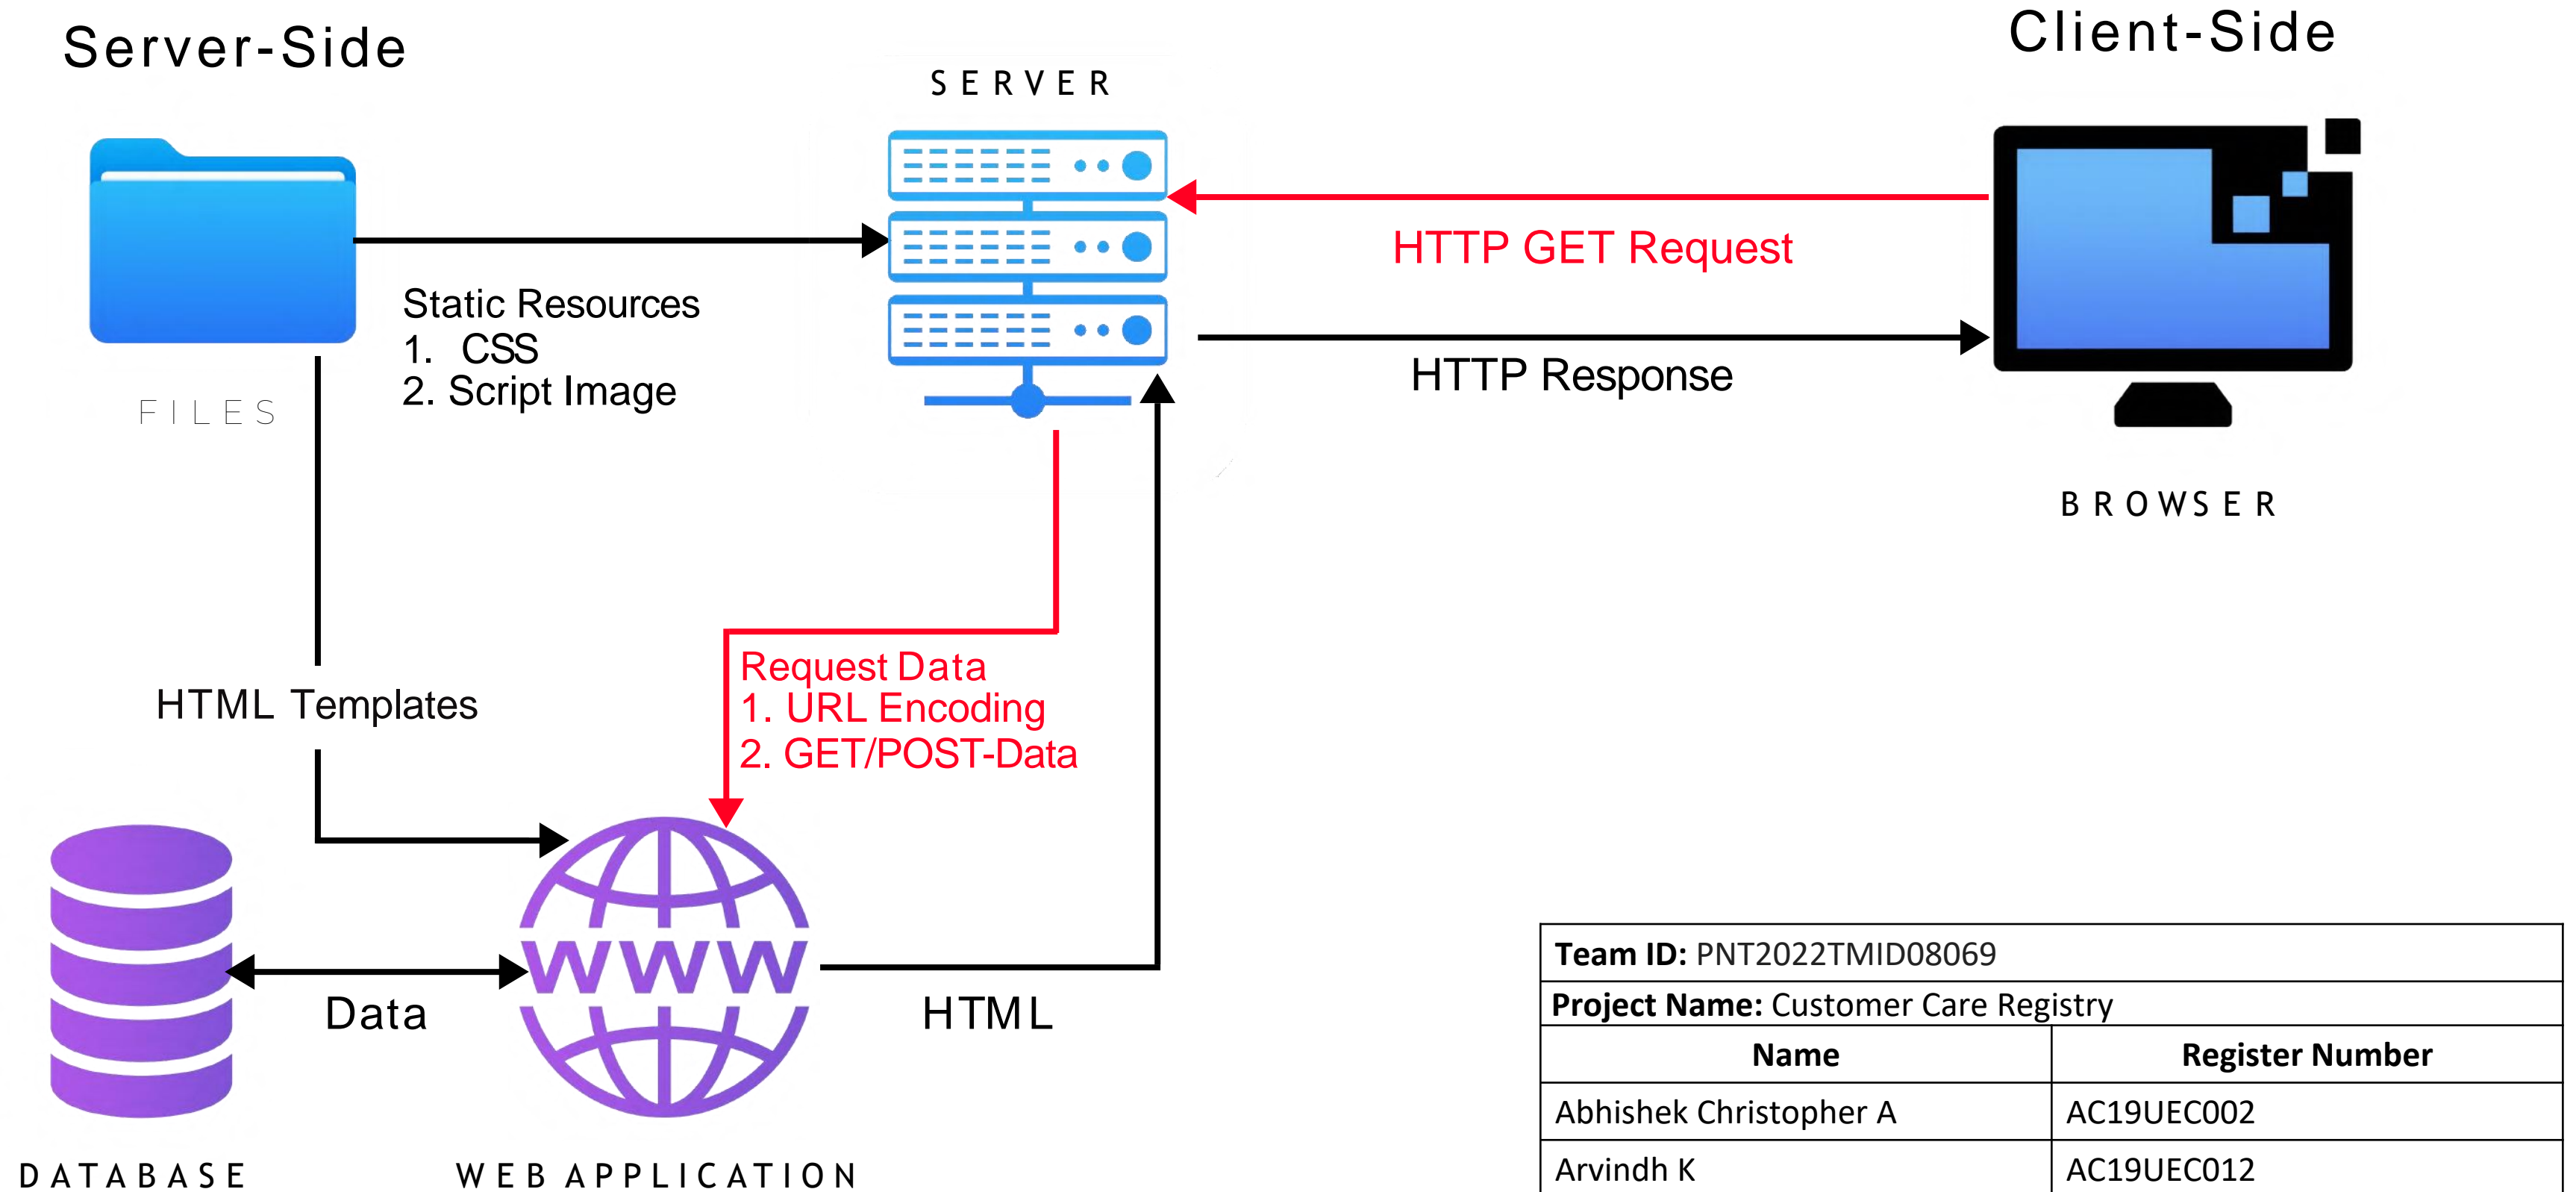 Server-Side
Client-Side
SERVER
Static Resources
1. CSS
2. Script Image
FILES
HTTP GET Request
HTTP Response
BROWSER
Request Data
1. URL Encoding
2. GET/POST-Data
HTML Templates
WWW
Data
HTML
DATABASE
WEB APPLICATION
Team ID: PNT2022TMID08069
Project Name: Customer Care Registry
Name Register Number
Abhishek Christopher A AC19UEC002
Arvindh K AC19UEC012